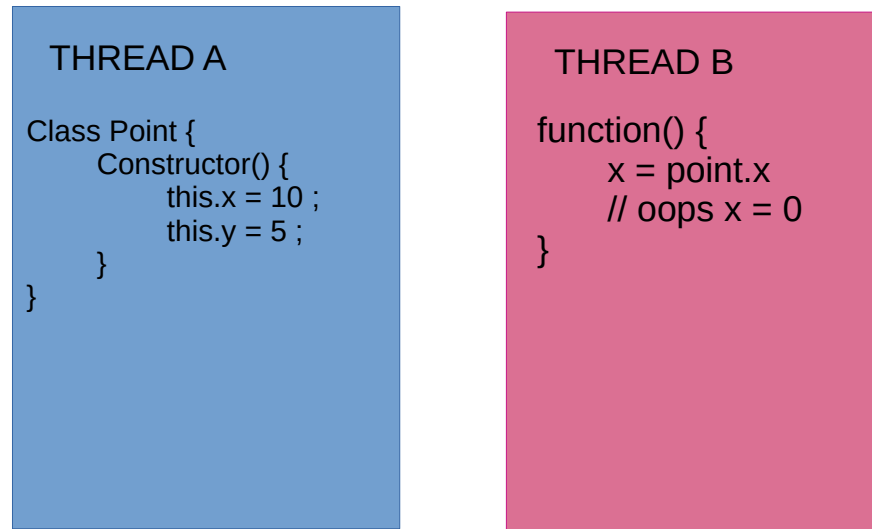 THREAD A
Class Point {
Constructor() {
this.x = 10 ;
this.y = 5 ;
}
}
THREAD B
function() {
x = point.x
// oops x = 0
}